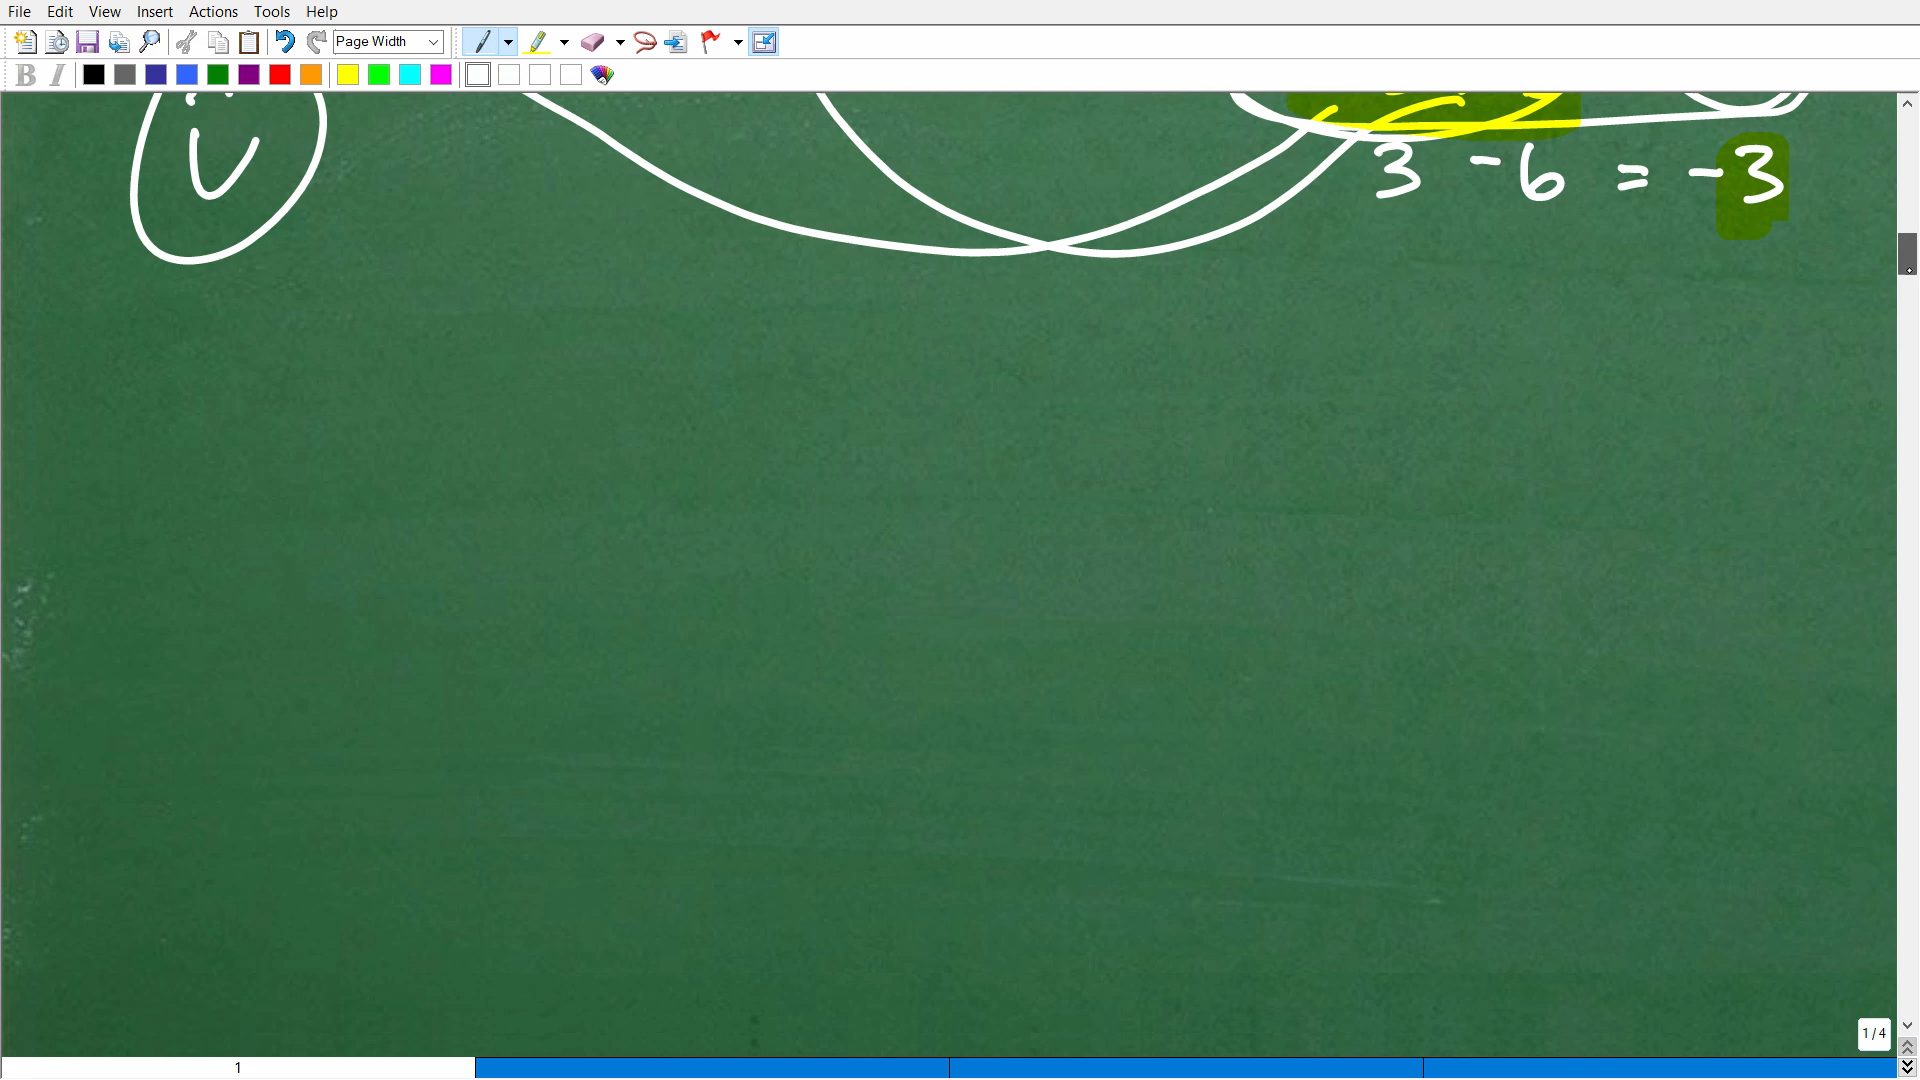 File Edit View Insert Actions Tools Help
Page Width
B I
3 - 6 = -3
1 / 4
1